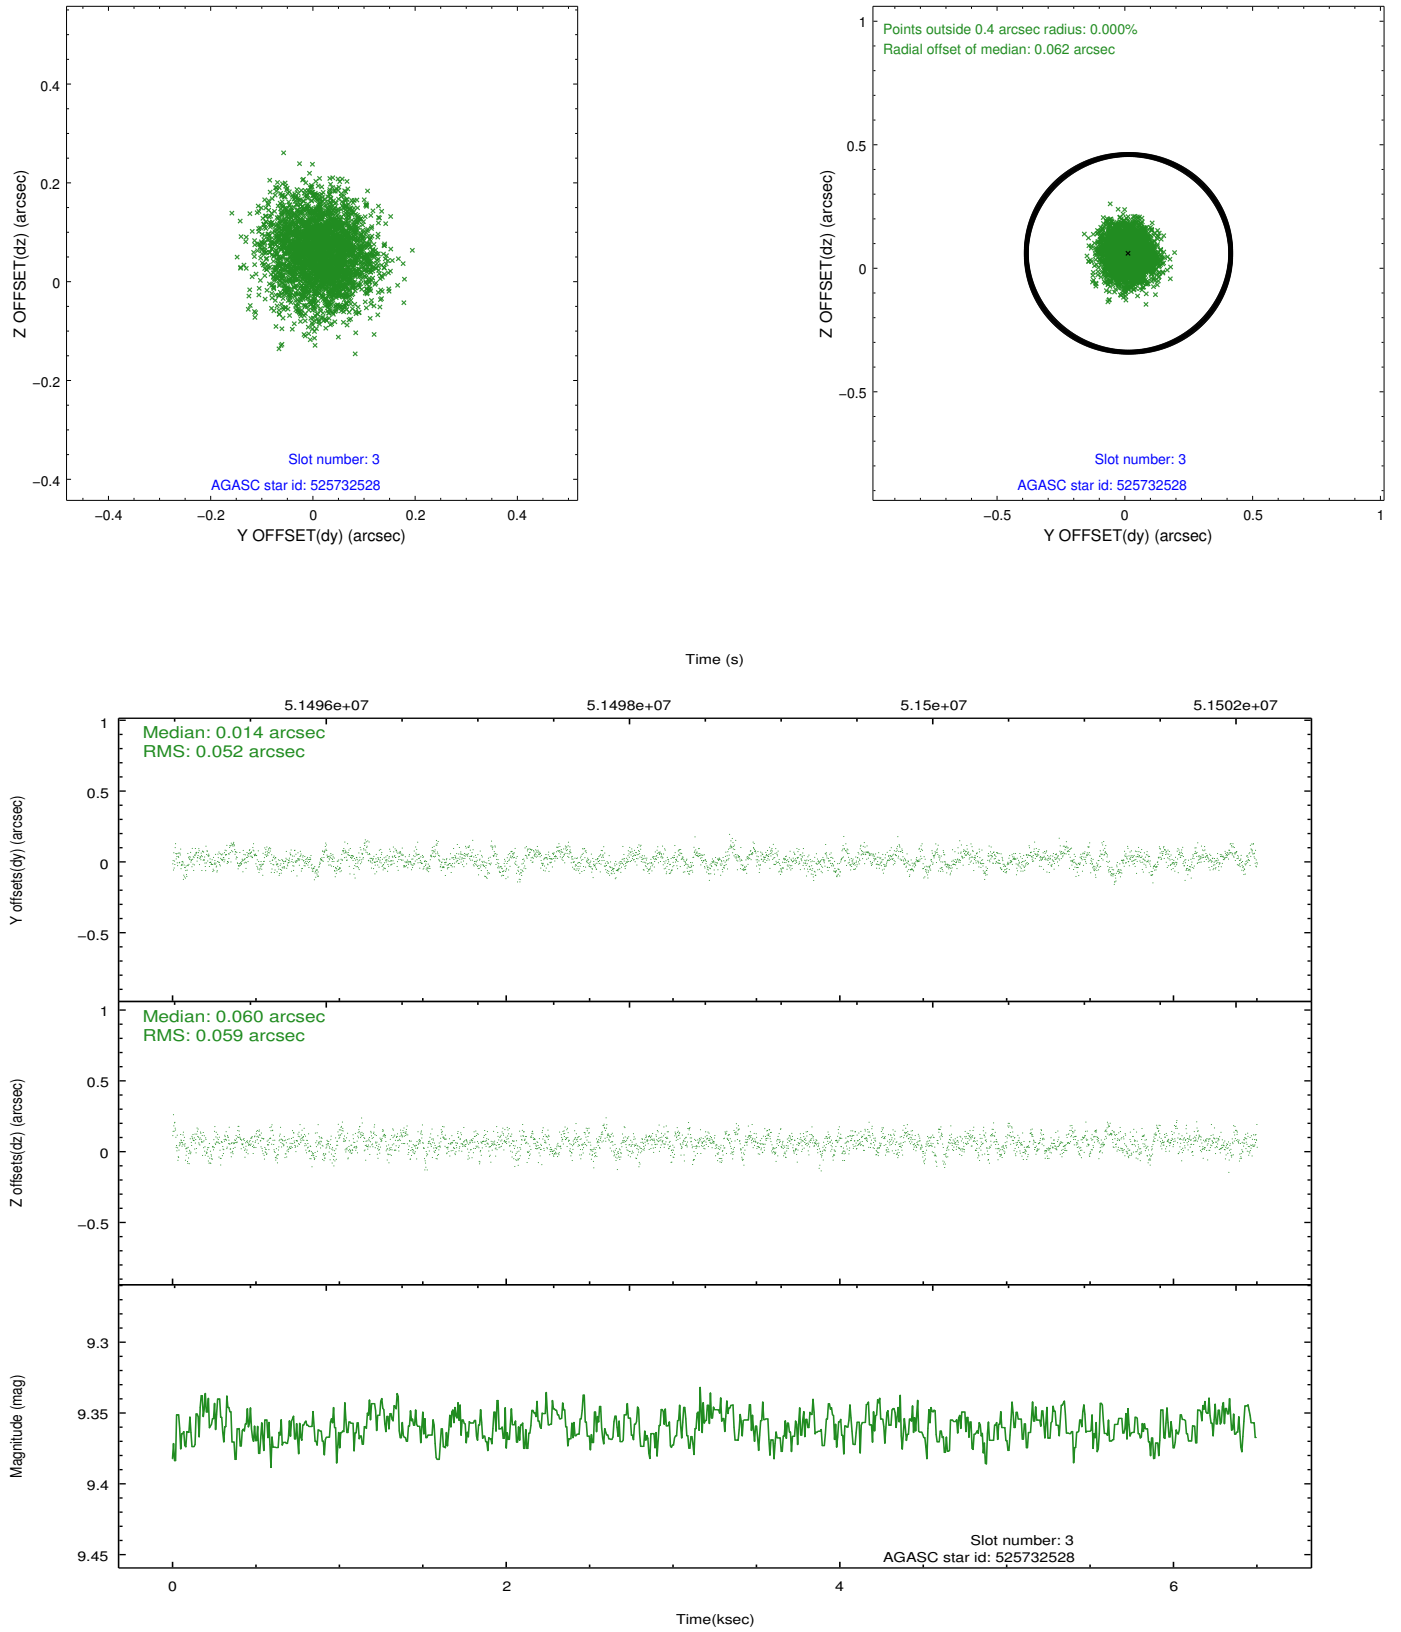 0.4
0.2
0
−0.2
−0.4
Z OFFSET(dz) (arcsec)
Slot number: 3
AGASC star id: 525732528
−0.4 −0.2 0 0.2 0.4
Y OFFSET(dy) (arcsec)
Points outside 0.4 arcsec radius: 0.000%
Radial offset of median: 0.062 arcsec
1
0.5
0
−0.5
Z OFFSET(dz) (arcsec)
Slot number: 3
AGASC star id: 525732528
−0.5 0 0.5 1
Y OFFSET(dy) (arcsec)
Time (s)
5.1496e+07 5.1498e+07 5.15e+07 5.1502e+07
Median: 0.014 arcsec
RMS: 0.052 arcsec
1
0.5
0
−0.5
Y offsets(dy) (arcsec)
Median: 0.060 arcsec
RMS: 0.059 arcsec
1
0.5
0
−0.5
Z offsets(dz) (arcsec)
9.3
9.35
9.4
9.45
Magnitude (mag)
Slot number: 3
AGASC star id: 525732528
0 2 4 6
Time(ksec)